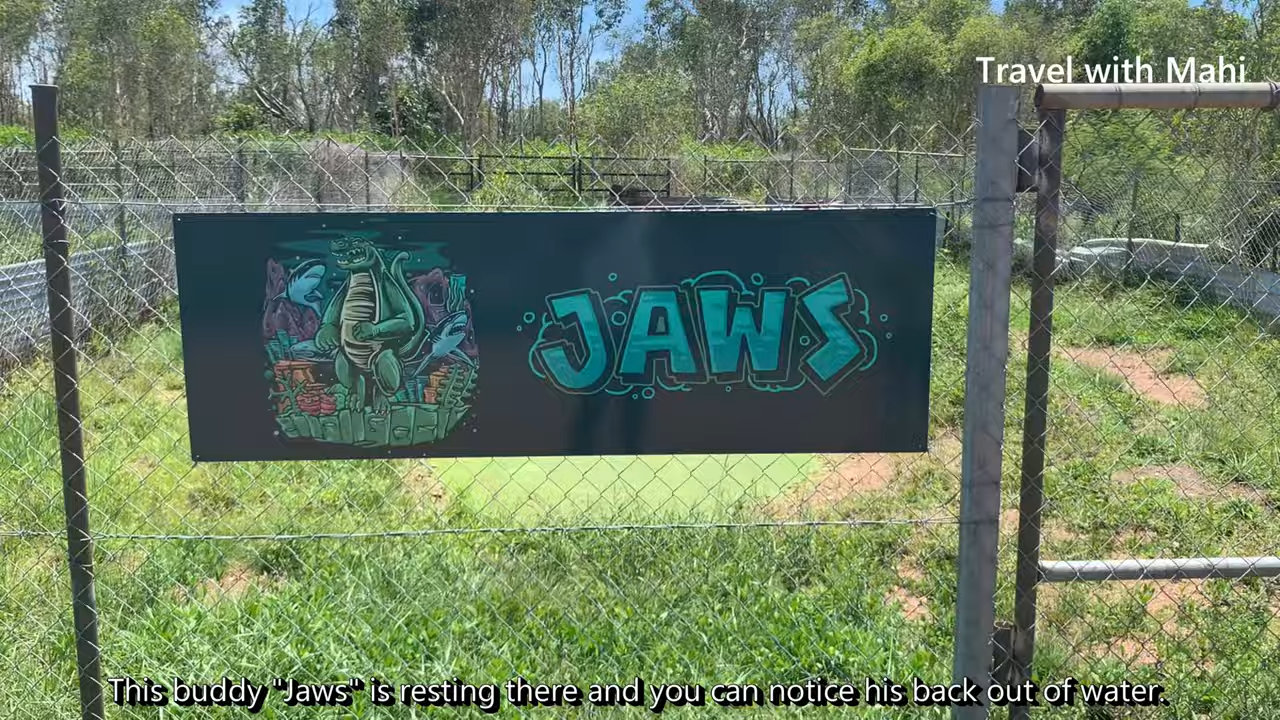 Travel with Mahi
JAWS
This buddy "Jaws" is resting there and you can notice his back out of water.